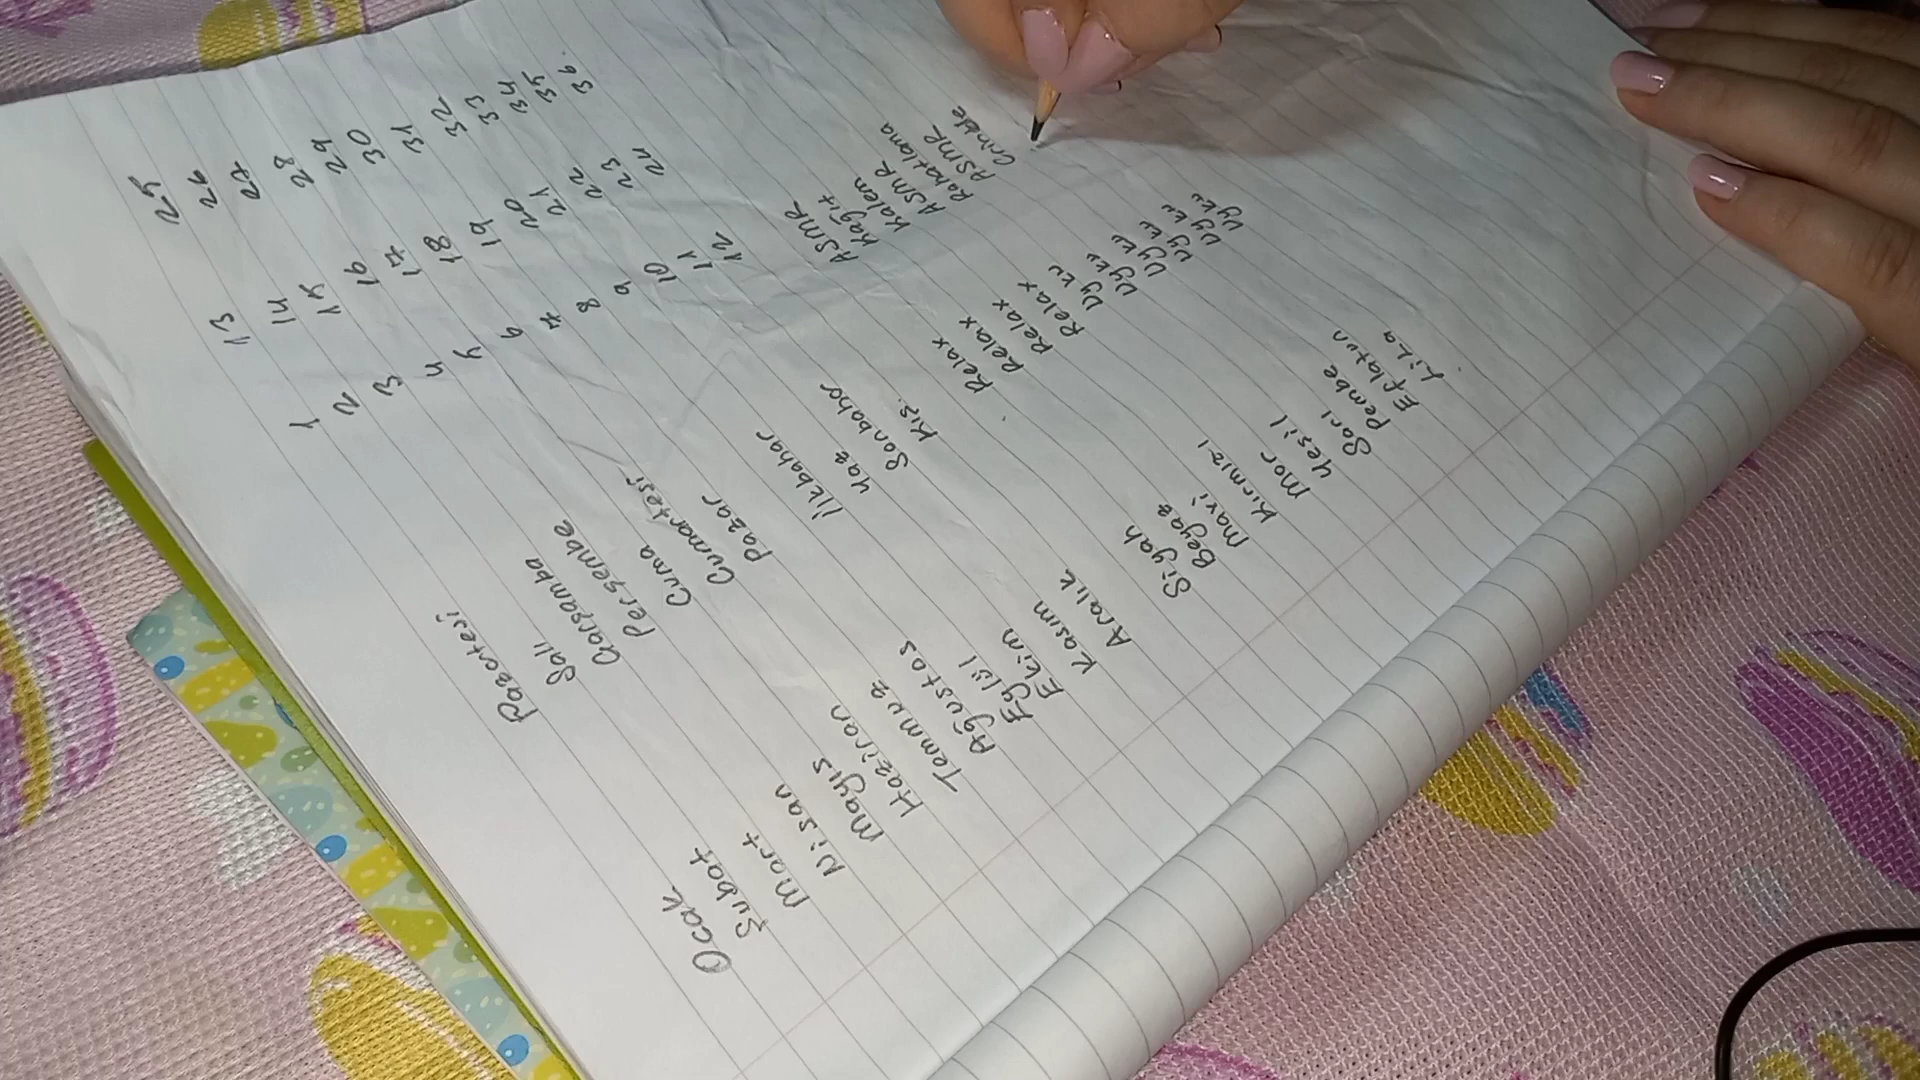 Ocak
Şubat
Mart
Nisan
Mayıs
Haziran
Temmuz
Ağustos
Eylül
Ekim
Kasım
Aralık
Pazartesi
Salı
Çarşamba
Perşembe
Cuma
Cumartesi
Pazar
1
2
3
4
5
6
7
8
9
10
11
12
13
14
15
16
17
18
19
20
21
22
23
24
25
26
27
28
29
30
31
32
33
34
35
36
İlkbahar
Yaz
Sonbahar
Kış
ASMR
Kağıt
Kalem
ASMR
Rahatlama
ASMR
Crinkle
Relax
Relax
Relax
Relax
Uyku
Uyku
Uyku
Uyku
Uyku
Siyah
Beyaz
Mavi
Kırmızı
Mor
Yeşil
Sarı
Pembe
Eflatun
Lila